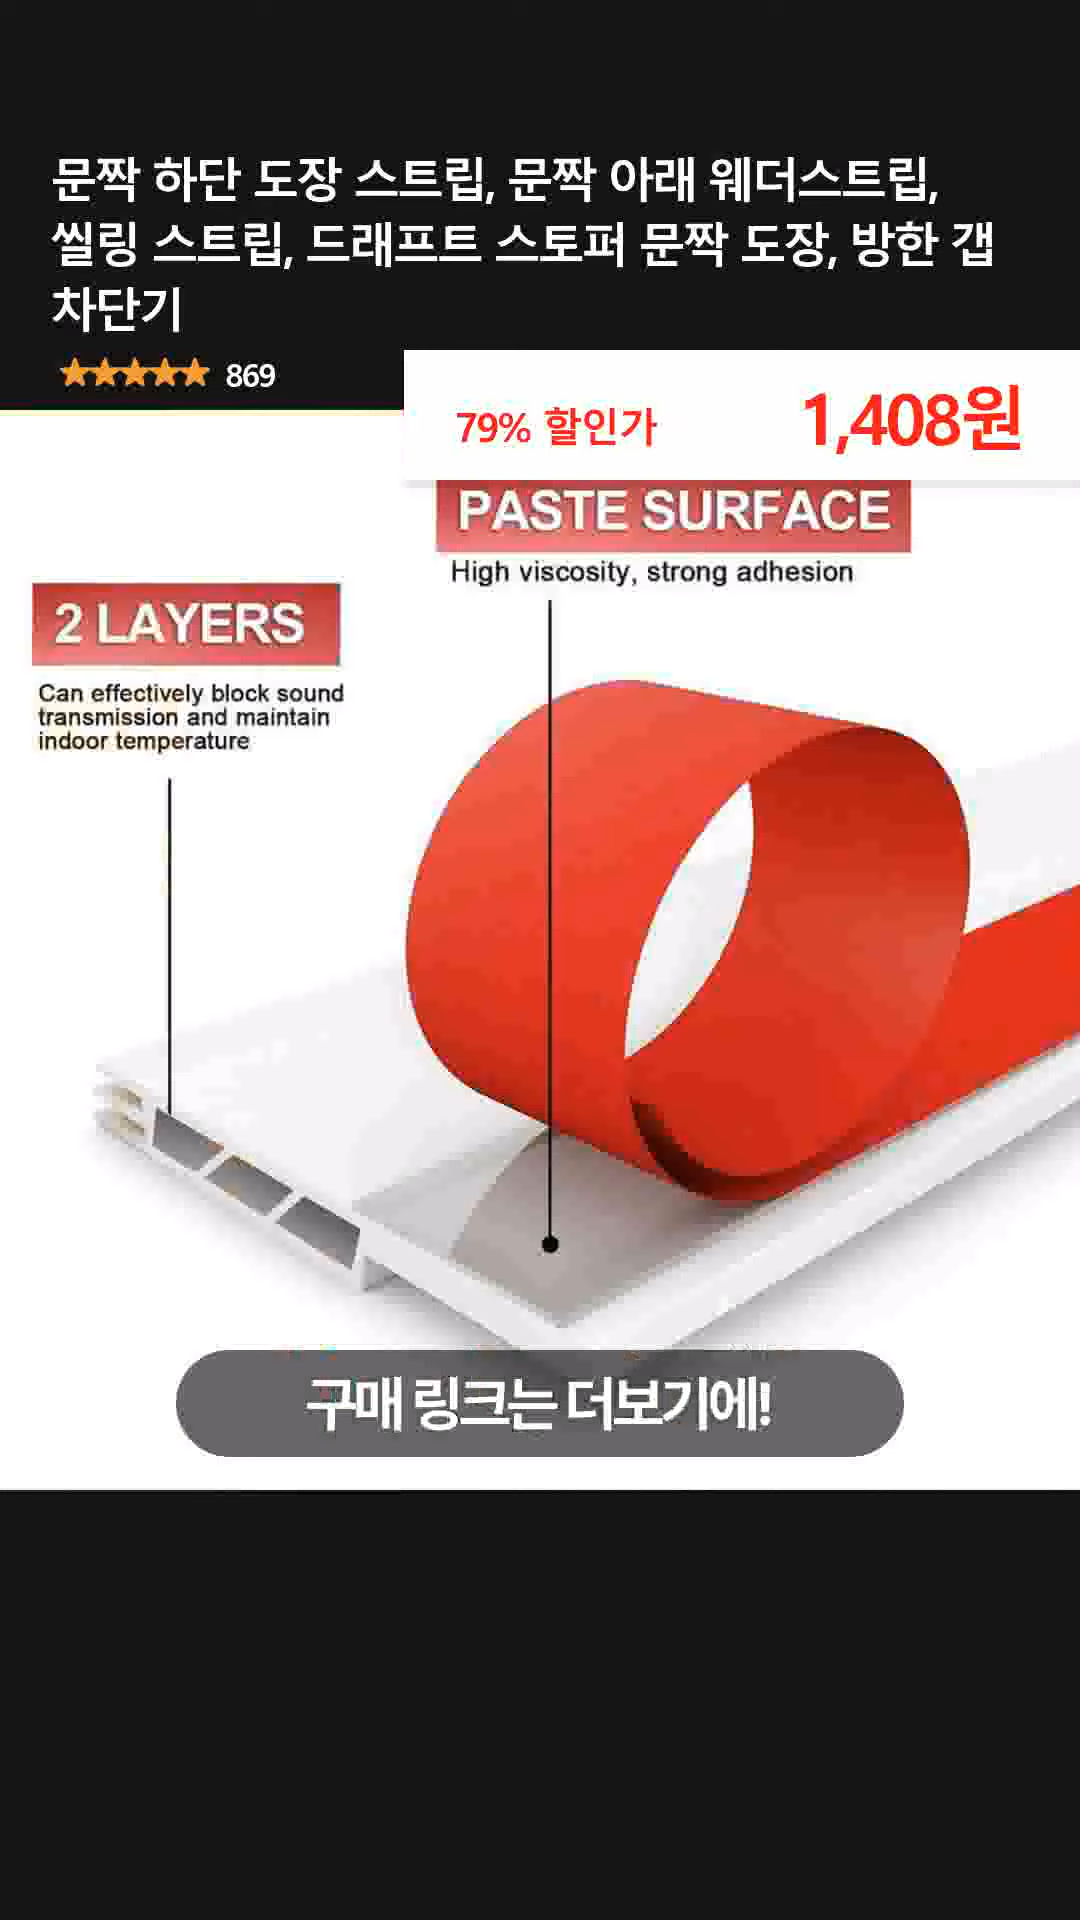 문짝 하단 도장 스트립, 문짝 아래 웨더스트립,
씰링 스트립, 드래프트 스토퍼 문짝 도장, 방한 갭
차단기
869
79% 할인가 1,408원
PASTE SURFACE
High viscosity, strong adhesion
2 LAYERS
Can effectively block sound
transmission and maintain
indoor temperature
구매 링크는 더보기에!